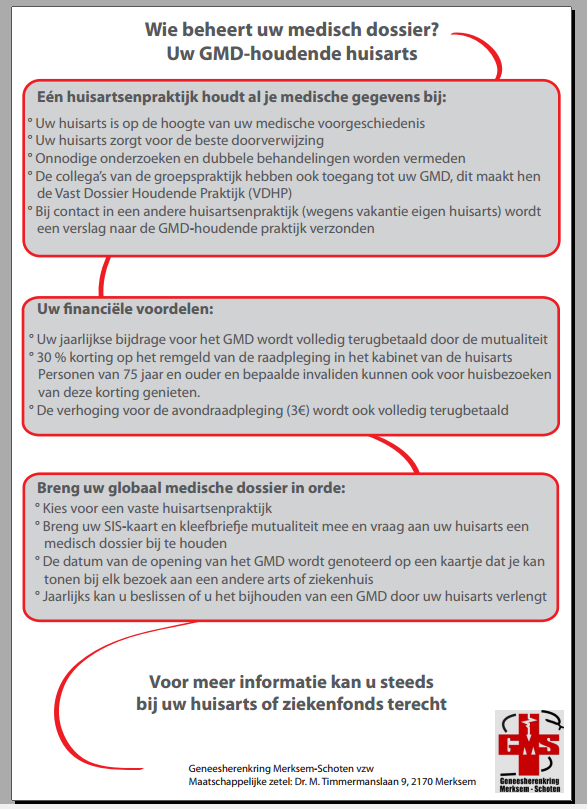 Wie beheert uw medisch dossier?
Uw GMD-houdende huisarts
Eén huisartsenpraktijk houdt al je medische gegevens bij:
° Uw huisarts is op de hoogte van uw medische voorgeschiedenis
° Uw huisarts zorgt voor de beste doorverwijzing
° Onnodige onderzoeken en dubbele behandelingen worden vermeden
° De collega's van de groepspraktijk hebben ook toegang tot uw GMD, dit maakt hen
de Vast Dossier Houdende Praktijk (VDHP)
° Bij contact in een andere huisartsenpraktijk (wegens vakantie eigen huisarts) wordt
een verslag naar de GMD-houdende praktijk verzonden
Uw financiële voordelen:
° Uw jaarlijkse bijdrage voor het GMD wordt volledig terugbetaald door de mutualiteit
° 30 % korting op het remgeld van de raadpleging in het kabinet van de huisarts
Personen van 75 jaar en ouder en bepaalde invaliden kunnen ook voor huisbezoeken
van deze korting genieten.
° De verhoging voor de avondraadpleging (3€) wordt ook volledig terugbetaald
Breng uw globaal medische dossier in orde:
° Kies voor een vaste huisartsenpraktijk
° Breng uw SIS-kaart en kleefbriefje mutualiteit mee en vraag aan uw huisarts een
medisch dossier bij te houden
° De datum van de opening van het GMD wordt genoteerd op een kaartje dat je kan
tonen bij elk bezoek aan een andere arts of ziekenhuis
° Jaarlijks kan u beslissen of u het bijhouden van een GMD door uw huisarts verlengt
Voor meer informatie kan u steeds
bij uw huisarts of ziekenfonds terecht
Geneesherenkring Merksem-Schoten vzw
Maatschappelijke zetel: Dr. M. Timmermanslaan 9, 2170 Merksem
GMS
Geneesherenkring
Merksem - Schoten